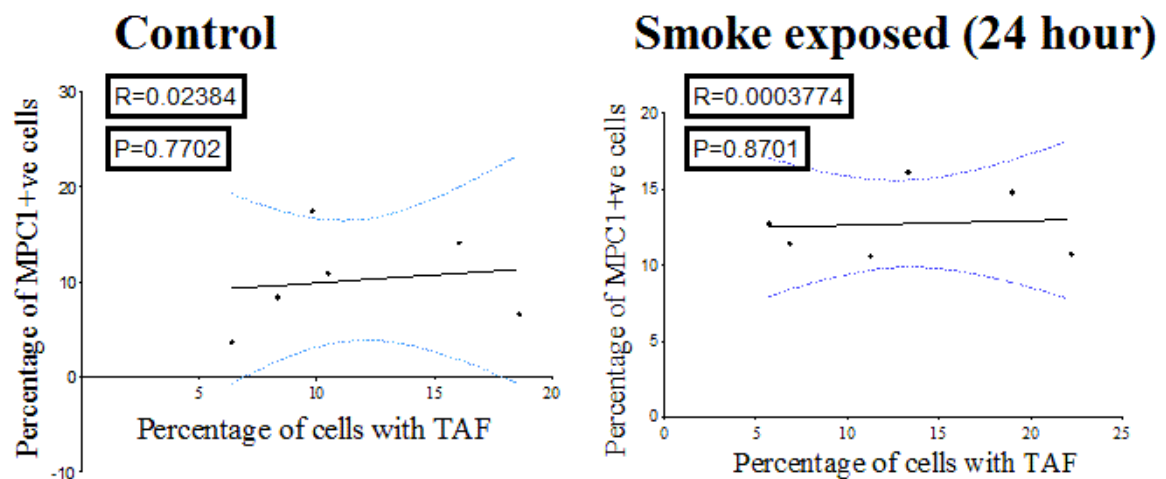 Control
R=0.02384
P=0.7702
Percentage of MPC1+ve cells
30
20
10
0
-10
5
10
15
20
Percentage of cells with TAF
Smoke exposed (24 hour)
R=0.0003774
P=0.8701
Percentage of MPC1+ve cells
20
15
10
5
0
0
5
10
15
20
25
Percentage of cells with TAF